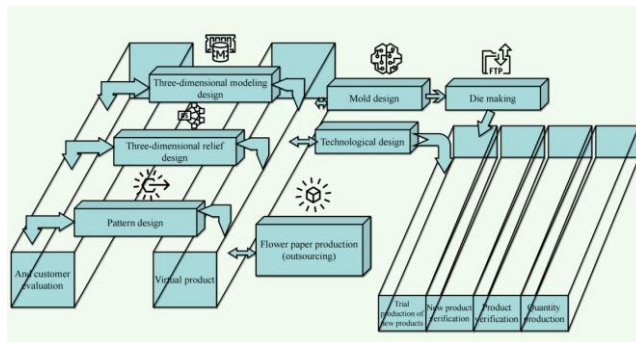 M
FTP
Three-dimensional modeling
design
Mold design
Die making
Three-dimensional relief
design
Technological design
Pattern design
Flower paper production
(outsourcing)
And customer
evaluation
Virtual product
Trial
production of
new products
New product
verification
Product
verification
Quantity
production